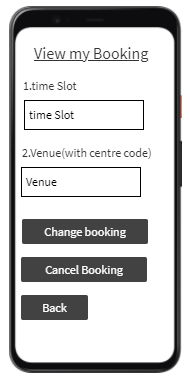 View my Booking
1.time Slot
time Slot
2.Venue(with centre code)
Venue
Change booking
Cancel Booking
Back